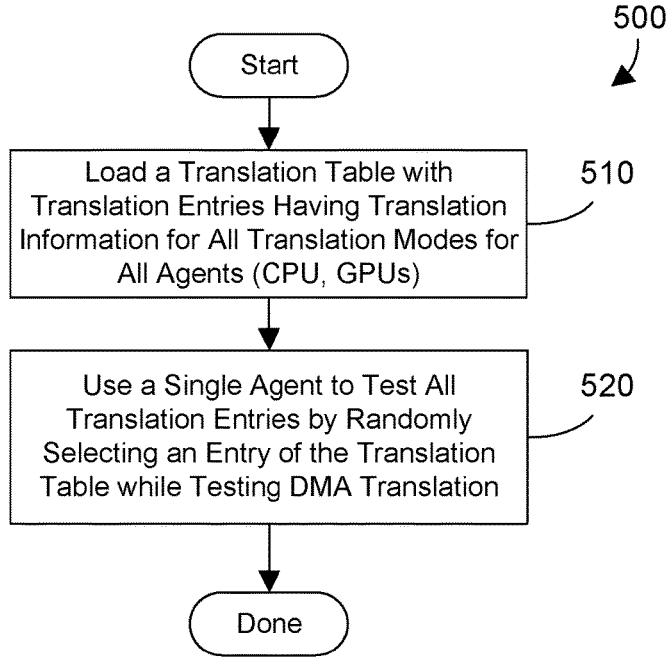 500
Start
Load a Translation Table with
Translation Entries Having Translation
Information for All Translation Modes for
All Agents (CPU, GPUs)
510
Use a Single Agent to Test All
Translation Entries by Randomly
Selecting an Entry of the Translation
Table while Testing DMA Translation
520
Done